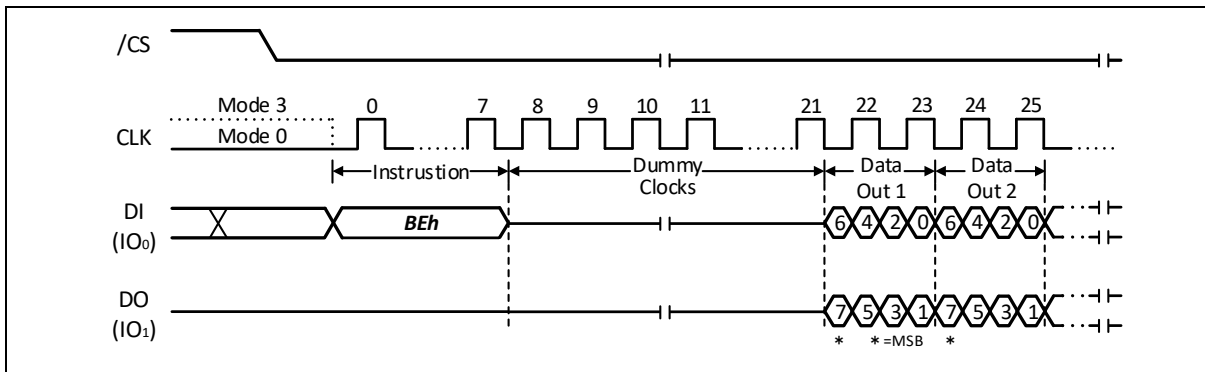 /CS
Mode 3
0 7 8 9 10 11 21 22 23 24 25
CLK
Mode 0
Instrustion
Dummy
Clocks
Data
Out 1
Data
Out 2
DI
(IO₀)
BEh
6 4 2 0 6 4 2 0
DO
(IO₁)
7 5 3 1 7 5 3 1
* * =MSB *